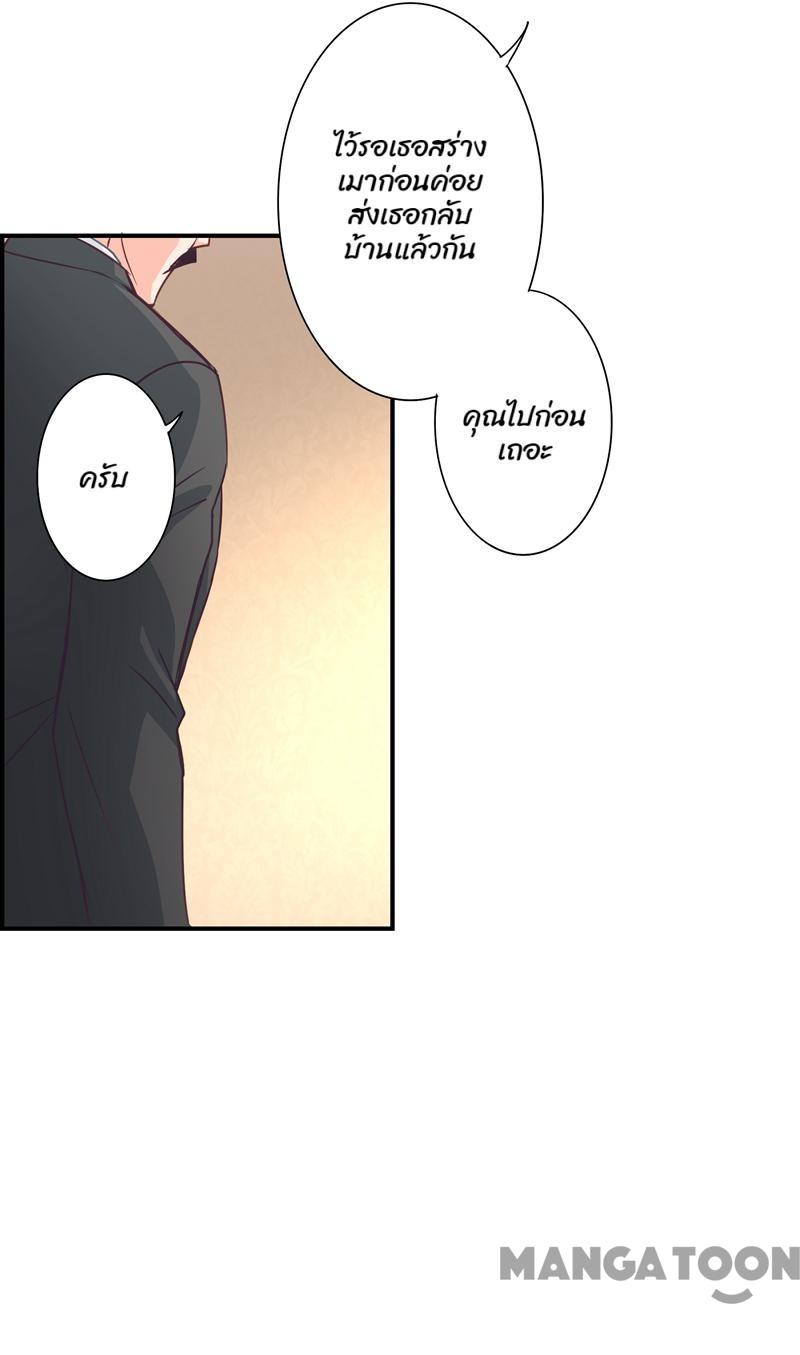 ไว้รอเธอสร่าง
เมาก่อนค่อย
ส่งเธอกลับ
บ้านแล้วกัน
คุณไปก่อน
เถอะ
ครับ
MANGATOON